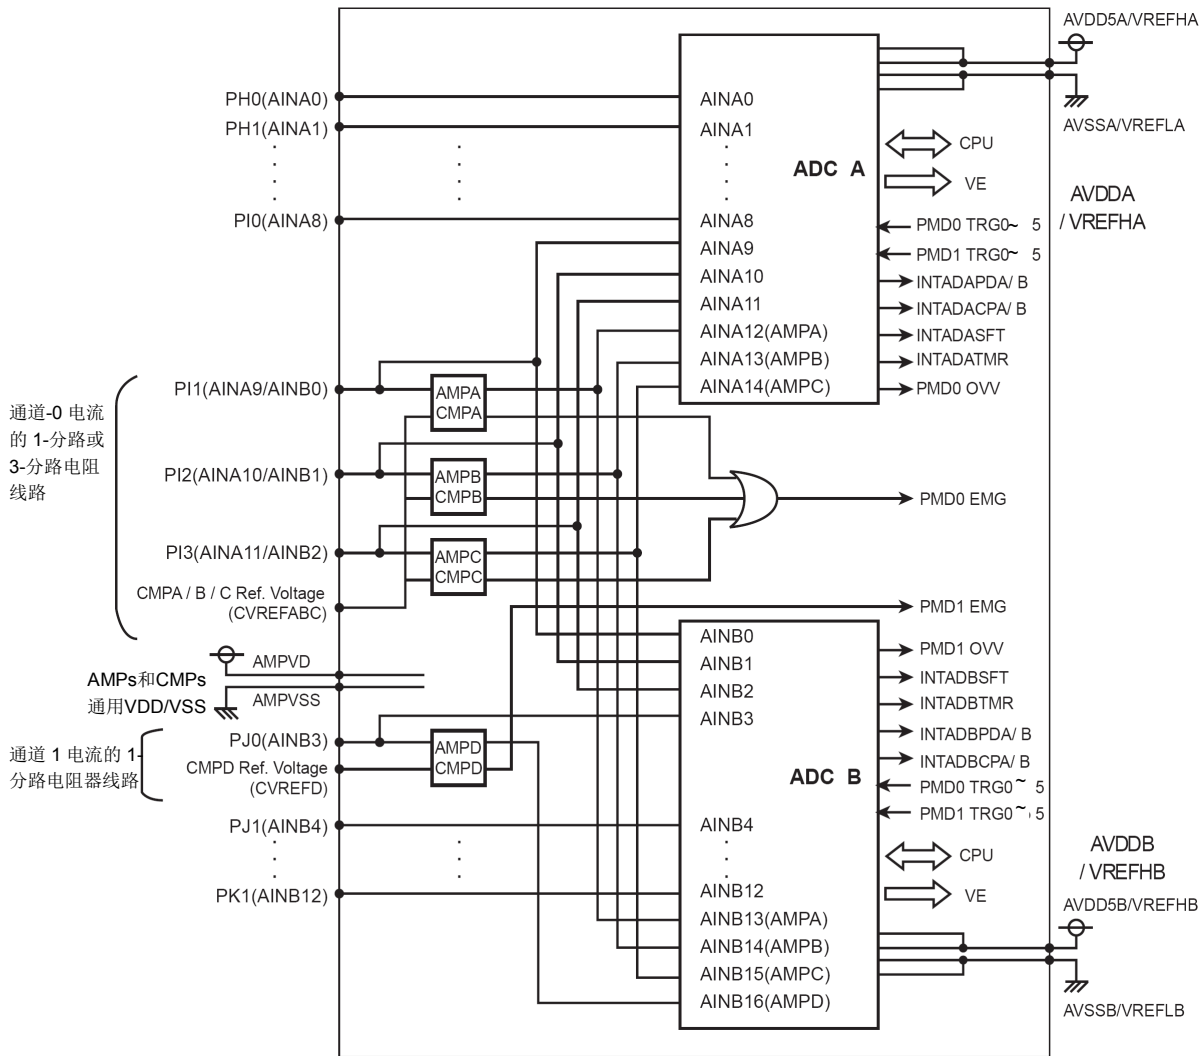 AVDD5A/VREFHA
AVSSA/VREFLA
AVDDA
/ VREFHA
PH0(AINA0)
PH1(AINA1)
PI0(AINA8)
AINA0
AINA1
AINA8
AINA9
AINA10
AINA11
AINA12(AMPA)
AINA13(AMPB)
AINA14(AMPC)
ADC A
CPU
VE
PMD0 TRG0~ 5
PMD1 TRG0~ 5
INTADAPDA/ B
INTADACPA/ B
INTADASFT
INTADATMR
PMD0 OVV
通道-0 电流
的 1-分路或
3-分路电阻
线路
PI1(AINA9/AINB0)
PI2(AINA10/AINB1)
PI3(AINA11/AINB2)
CMPA / B / C Ref. Voltage
(CVREFABC)
AMPA
CMPA
AMPB
CMPB
AMPC
CMPC
PMD0 EMG
PMD1 EMG
AMPVD
AMPVSS
AMPs和CMPs
通用VDD/VSS
通道 1 电流的 1-
分路电阻器线路
PJ0(AINB3)
CMPD Ref. Voltage
(CVREFD)
AMPD
CMPD
PJ1(AINB4)
PK1(AINB12)
AINB0
AINB1
AINB2
AINB3
AINB4
AINB12
AINB13(AMPA)
AINB14(AMPB)
AINB15(AMPC)
AINB16(AMPD)
ADC B
PMD1 OVV
INTADBSFT
INTADBTMR
INTADBPDA/ B
INTADBCPA/ B
PMD0 TRG0~ 5
PMD1 TRG0~ 5
CPU
VE
AVDDB
/ VREFHB
AVDD5B/VREFHB
AVSSB/VREFLB